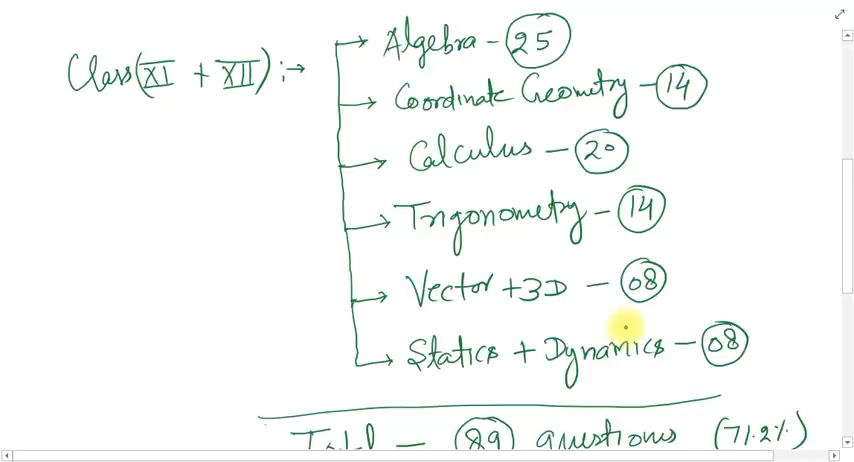 Class (XI + XII) :→
Algebra - 25
Coordinate Geometry - 14
Calculus - 20
Trigonometry - 14
Vector + 3D - 08
Statics + Dynamics - 08
Total - 89 questions (71.2%)